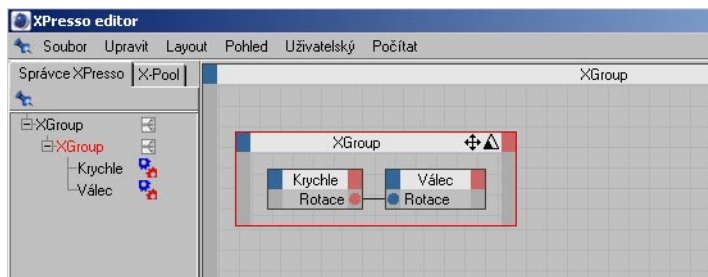 XPresso editor
Soubor Upravit Layout Pohled Uživatelský Počítat
Správce XPresso X-Pool
XGroup
XGroup
XGroup
Krychle
Válec
XGroup
Krychle Válec
Rotace Rotace